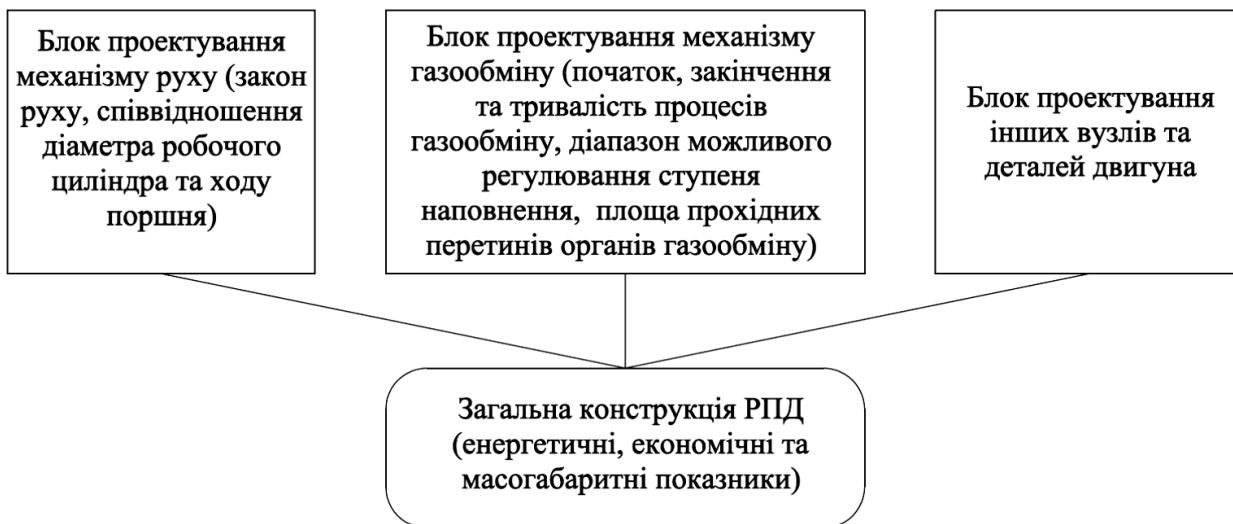 Блок проектування
механізму руху (закон
руху, співвідношення
діаметра робочого
циліндра та ходу
поршня)
Блок проектування механізму
газообміну (початок, закінчення
та тривалість процесів
газообміну, діапазон можливого
регулювання ступеня
наповнення, площа прохідних
перетинів органів газообміну)
Блок проектування
інших вузлів та
деталей двигуна
Загальна конструкція РПД
(енергетичні, економічні та
масогабаритні показники)